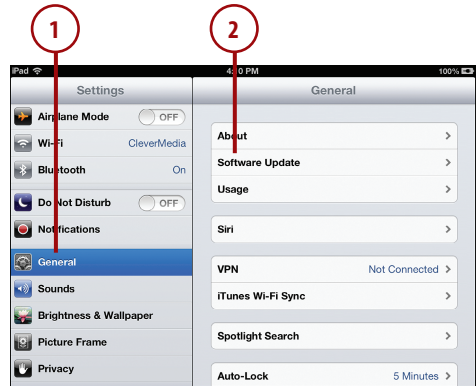 1
2
iPad 4:10 PM 100%
Settings
General
Airplane Mode OFF
Wi-Fi CleverMedia
Bluetooth On
Do Not Disturb OFF
Notifications
General
Sounds
Brightness & Wallpaper
Picture Frame
Privacy
About
Software Update
Usage
Siri
VPN Not Connected
iTunes Wi-Fi Sync
Spotlight Search
Auto-Lock 5 Minutes